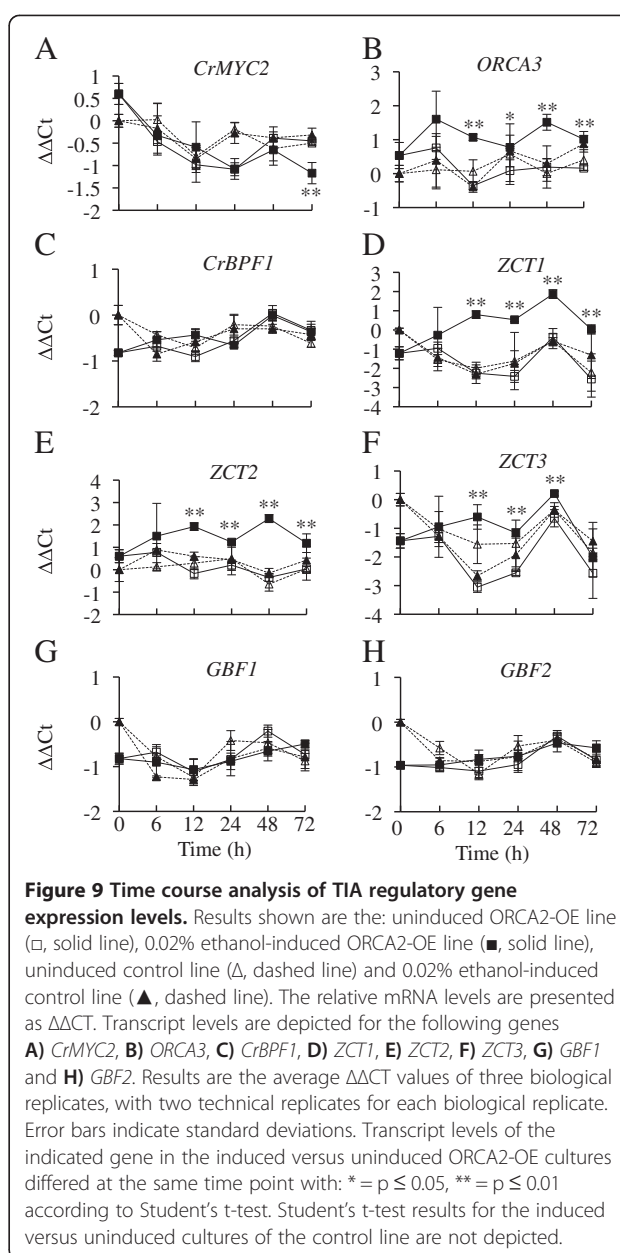 A
CrMYC2
1
0.5
0
-0.5
-1
-1.5
-2
ΔΔCt
**
B
ORCA3
3
2
1
0
-1
** * ** **
C
CrBPF1
1
0
-1
-2
ΔΔCt
D
ZCT1
3
2
1
0
-1
-2
-3
-4
** ** ** **
E
ZCT2
4
3
2
1
0
-1
-2
ΔΔCt
** ** ** **
F
ZCT3
1
0
-1
-2
-3
-4
** ** **
G
GBF1
1
0
-1
-2
ΔΔCt
0 6 12 24 48 72
Time (h)
H
GBF2
1
0
-1
-2
0 6 12 24 48 72
Time (h)
Figure 9 Time course analysis of TIA regulatory gene
expression levels. Results shown are the: uninduced ORCA2-OE line
(□, solid line), 0.02% ethanol-induced ORCA2-OE line (■, solid line),
uninduced control line (Δ, dashed line) and 0.02% ethanol-induced
control line (▲, dashed line). The relative mRNA levels are presented
as ΔΔCT. Transcript levels are depicted for the following genes
A) CrMYC2, B) ORCA3, C) CrBPF1, D) ZCT1, E) ZCT2, F) ZCT3, G) GBF1
and H) GBF2. Results are the average ΔΔCT values of three biological
replicates, with two technical replicates for each biological replicate.
Error bars indicate standard deviations. Transcript levels of the
indicated gene in the induced versus uninduced ORCA2-OE cultures
differed at the same time point with: * = p ≤ 0.05, ** = p ≤ 0.01
according to Student's t-test. Student's t-test results for the induced
versus uninduced cultures of the control line are not depicted.